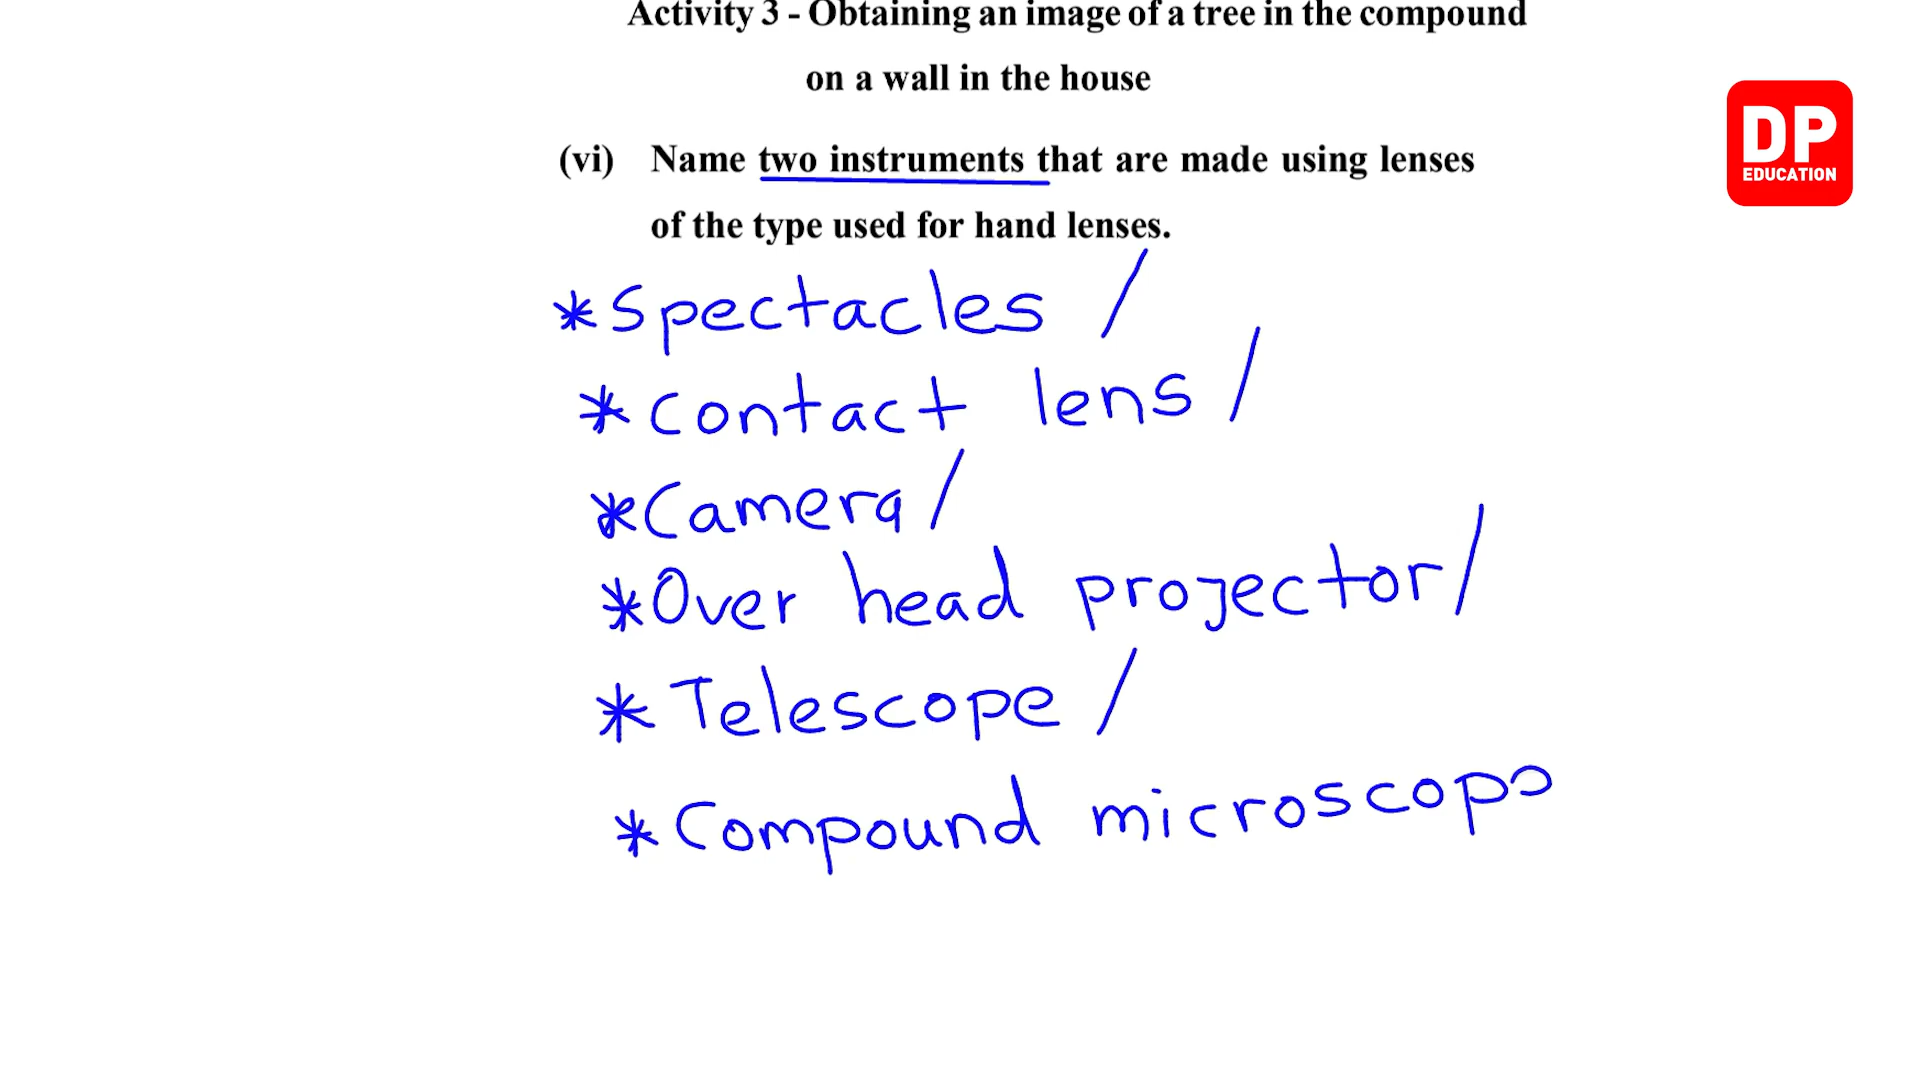 Activity 3 - Obtaining an image of a tree in the compound
on a wall in the house
DP
EDUCATION
(vi) Name two instruments that are made using lenses
of the type used for hand lenses.
*Spectacles /
*Contact lens /
*Camera /
*Over head projector /
*Telescope /
*Compound microscope